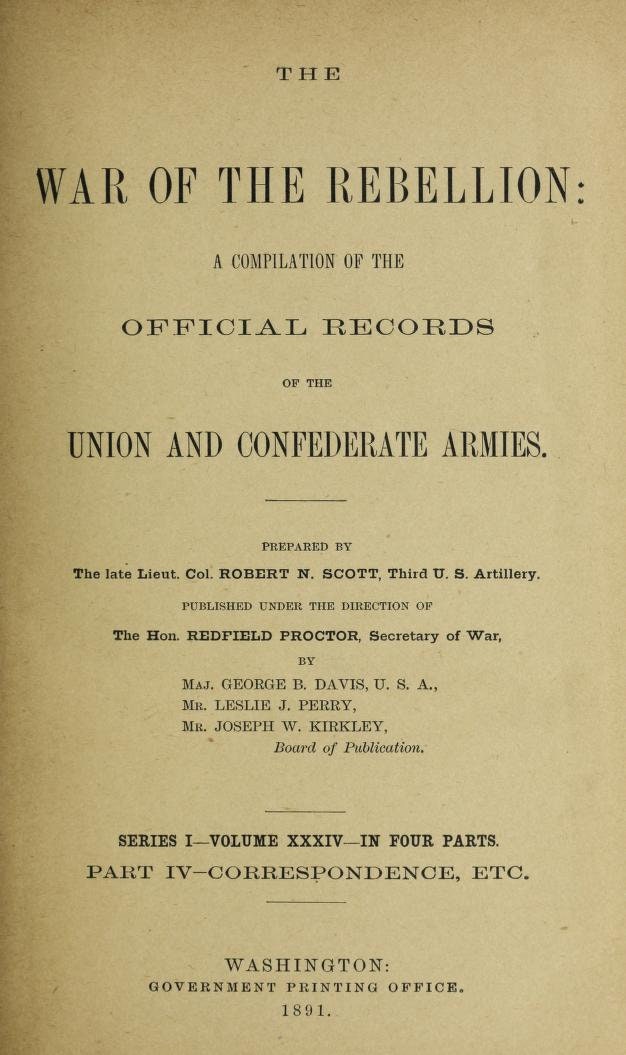 THE
WAR OF THE REBELLION:
A COMPILATION OF THE
OFFICIAL RECORDS
OF THE
UNION AND CONFEDERATE ARMIES.
PREPARED BY
The late Lieut. Col. ROBERT N. SCOTT, Third U. S. Artillery.
PUBLISHED UNDER THE DIRECTION OF
The Hon. REDFIELD PROCTOR, Secretary of War,
BY
MAJ. GEORGE B. DAVIS, U. S. A.,
MR. LESLIE J. PERRY,
MR. JOSEPH W. KIRKLEY,
Board of Publication.
SERIES I—VOLUME XXXIV—IN FOUR PARTS.
PART IV—CORRESPONDENCE, ETC.
WASHINGTON:
GOVERNMENT PRINTING OFFICE.
1891.